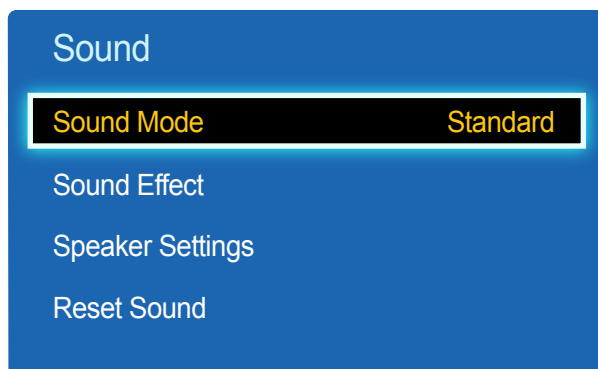 Sound
Sound Mode Standard
Sound Effect
Speaker Settings
Reset Sound